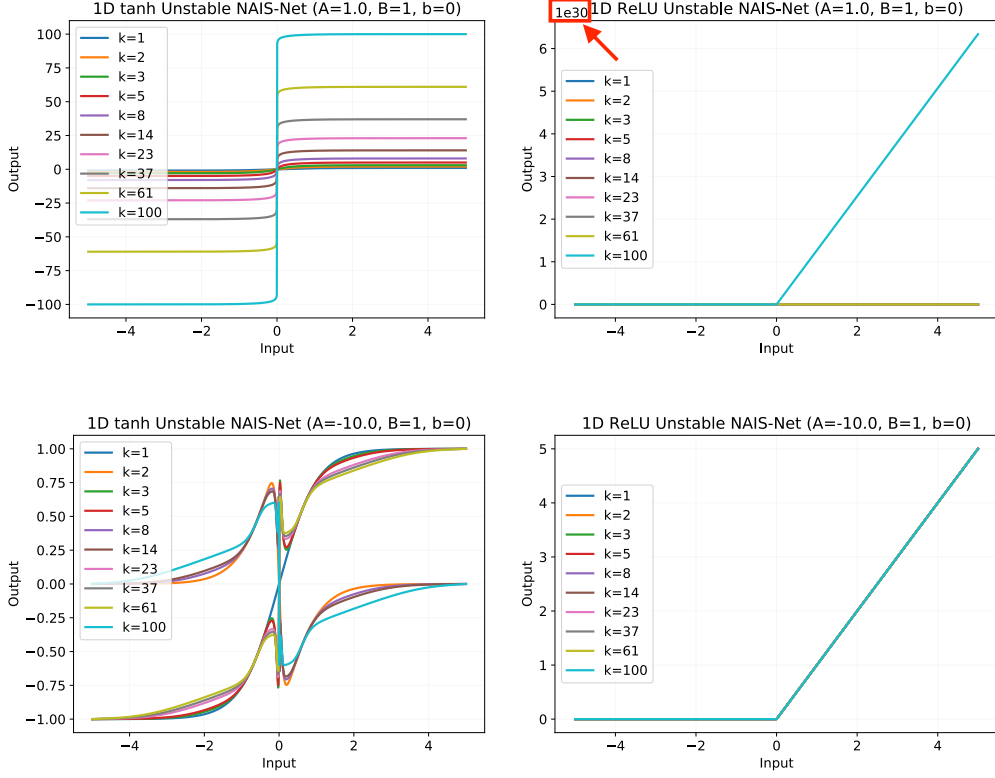 1D tanh Unstable NAIS-Net (A=1.0, B=1, b=0)
100
75
50
25
0
−25
−50
−75
−100
Output
k=1
k=2
k=3
k=5
k=8
k=14
k=23
k=37
k=61
k=100
−4
−2
0
2
4
Input
1D ReLU Unstable NAIS-Net (A=1.0, B=1, b=0)
1e30
6
5
4
3
2
1
0
Output
k=1
k=2
k=3
k=5
k=8
k=14
k=23
k=37
k=61
k=100
−4
−2
0
2
4
Input
1D tanh Unstable NAIS-Net (A=-10.0, B=1, b=0)
1.00
0.75
0.50
0.25
0.00
−0.25
−0.50
−0.75
−1.00
Output
k=1
k=2
k=3
k=5
k=8
k=14
k=23
k=37
k=61
k=100
−4
−2
0
2
4
Input
1D ReLU Unstable NAIS-Net (A=-10.0, B=1, b=0)
5
4
3
2
1
0
Output
k=1
k=2
k=3
k=5
k=8
k=14
k=23
k=37
k=61
k=100
−4
−2
0
2
4
Input